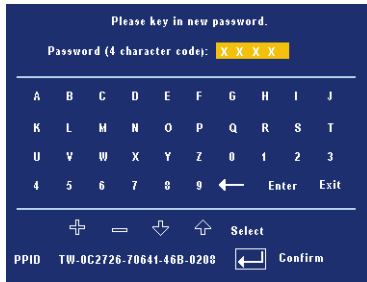 Please key in new password.
Password (4 character code): X X X X
A B C D E F G H I J
K L M N O P Q R S T
U V W X Y Z 0 1 2 3
4 5 6 7 8 9 ← Enter Exit
Select
PPID TW-0C2726-70641-46B-0208 Confirm